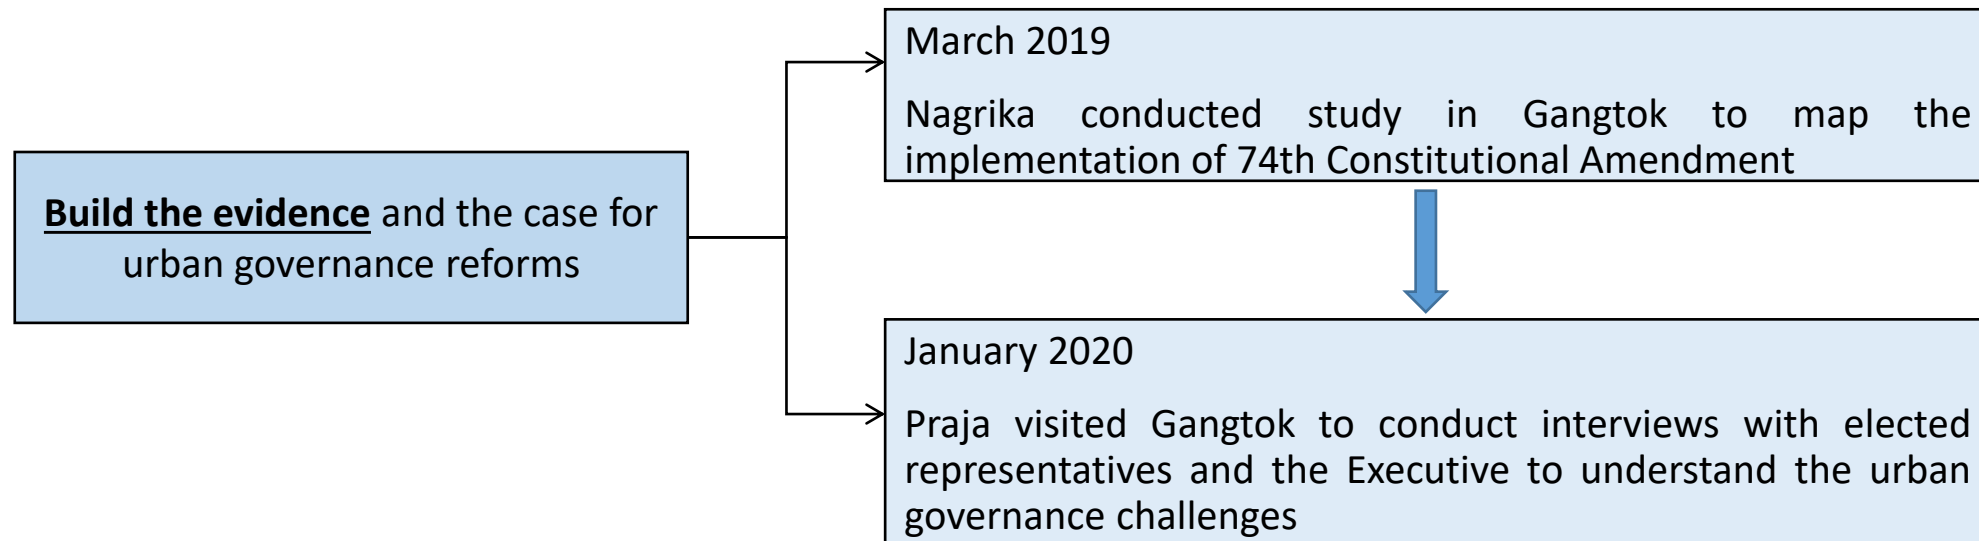 Build the evidence and the case for
urban governance reforms
March 2019
Nagrika conducted study in Gangtok to map the
implementation of 74th Constitutional Amendment
January 2020
Praja visited Gangtok to conduct interviews with elected
representatives and the Executive to understand the urban
governance challenges